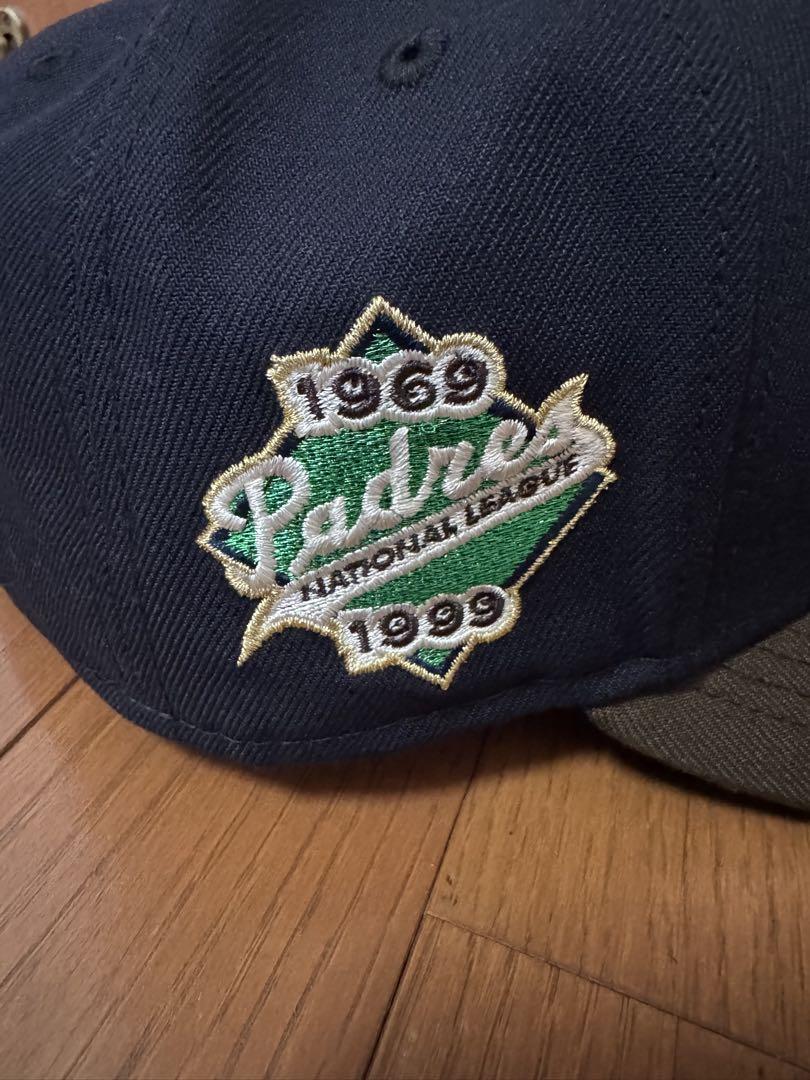 1969
Padres
NATIONAL LEAGUE
1999